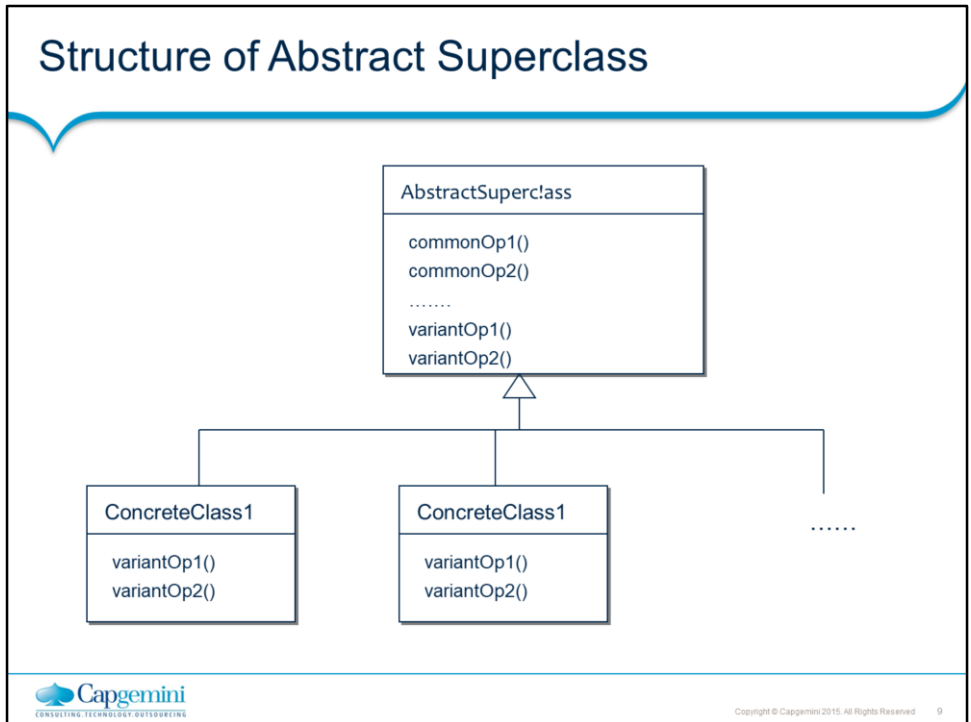 Structure of Abstract Superclass
AbstractSuperc!ass
commonOp1()
commonOp2()
.......
variantOp1()
variantOp2()
ConcreteClass1
variantOp1()
variantOp2()
ConcreteClass1
variantOp1()
variantOp2()
......
Capgemini
CONSULTING.TECHNOLOGY.OUTSOURCING
Copyright © Capgemini 2015. All Rights Reserved 9